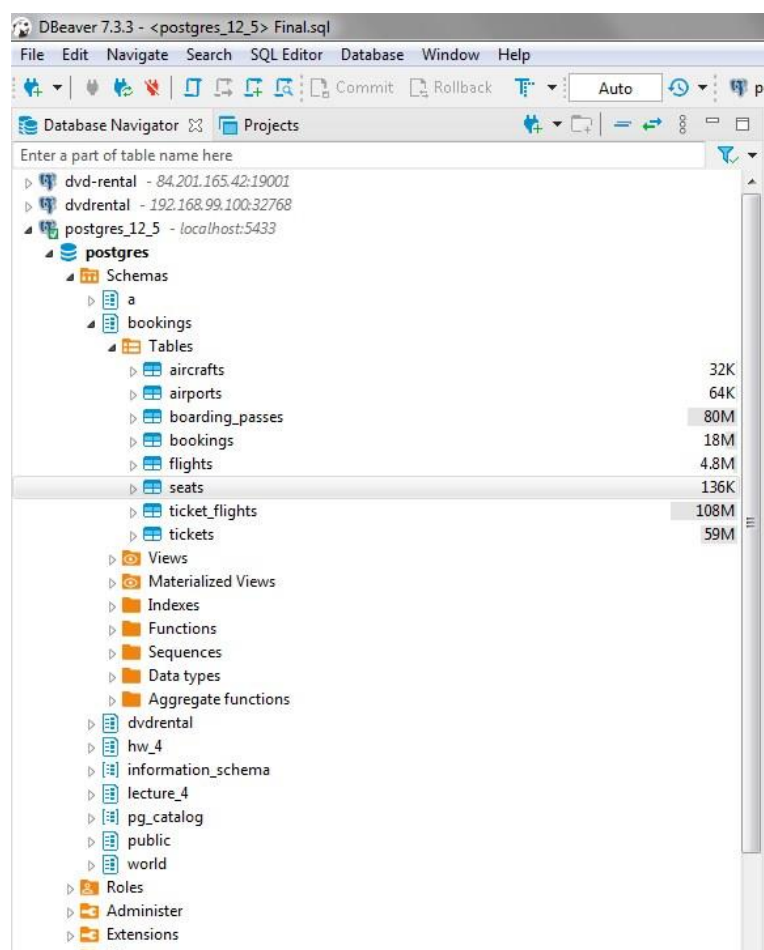 DBeaver 7.3.3 - <postgres_12_5> Final.sql
File Edit Navigate Search SQL Editor Database Window Help
Commit Rollback Auto p
Database Navigator Projects
Enter a part of table name here
dvd-rental - 84.201.165.42:19001
dvdrental - 192.168.99.100:32768
postgres_12_5 - localhost:5433
postgres
Schemas
a
bookings
Tables
aircrafts 32K
airports 64K
boarding_passes 80M
bookings 18M
flights 4.8M
seats 136K
ticket_flights 108M
tickets 59M
Views
Materialized Views
Indexes
Functions
Sequences
Data types
Aggregate functions
dvdrental
hw_4
information_schema
lecture_4
pg_catalog
public
world
Roles
Administer
Extensions